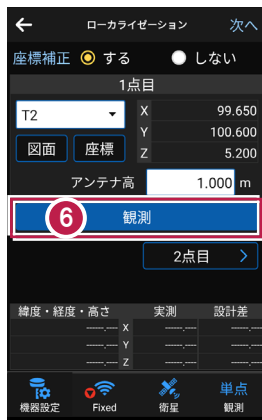 ← ローカライゼーション 次へ
座標補正 する しない
1点目
T2 X 99.650
Y 100.600
図面 座標 Z 5.200
アンテナ高 1.000 m
6 観測
2点目 >
緯度・経度・高さ 実測 設計差
-----.--- X -----.--- -----.---
-----.--- Y -----.--- -----.---
-----.--- Z -----.--- -----.---
機器設定 Fixed 衛星 単点観測